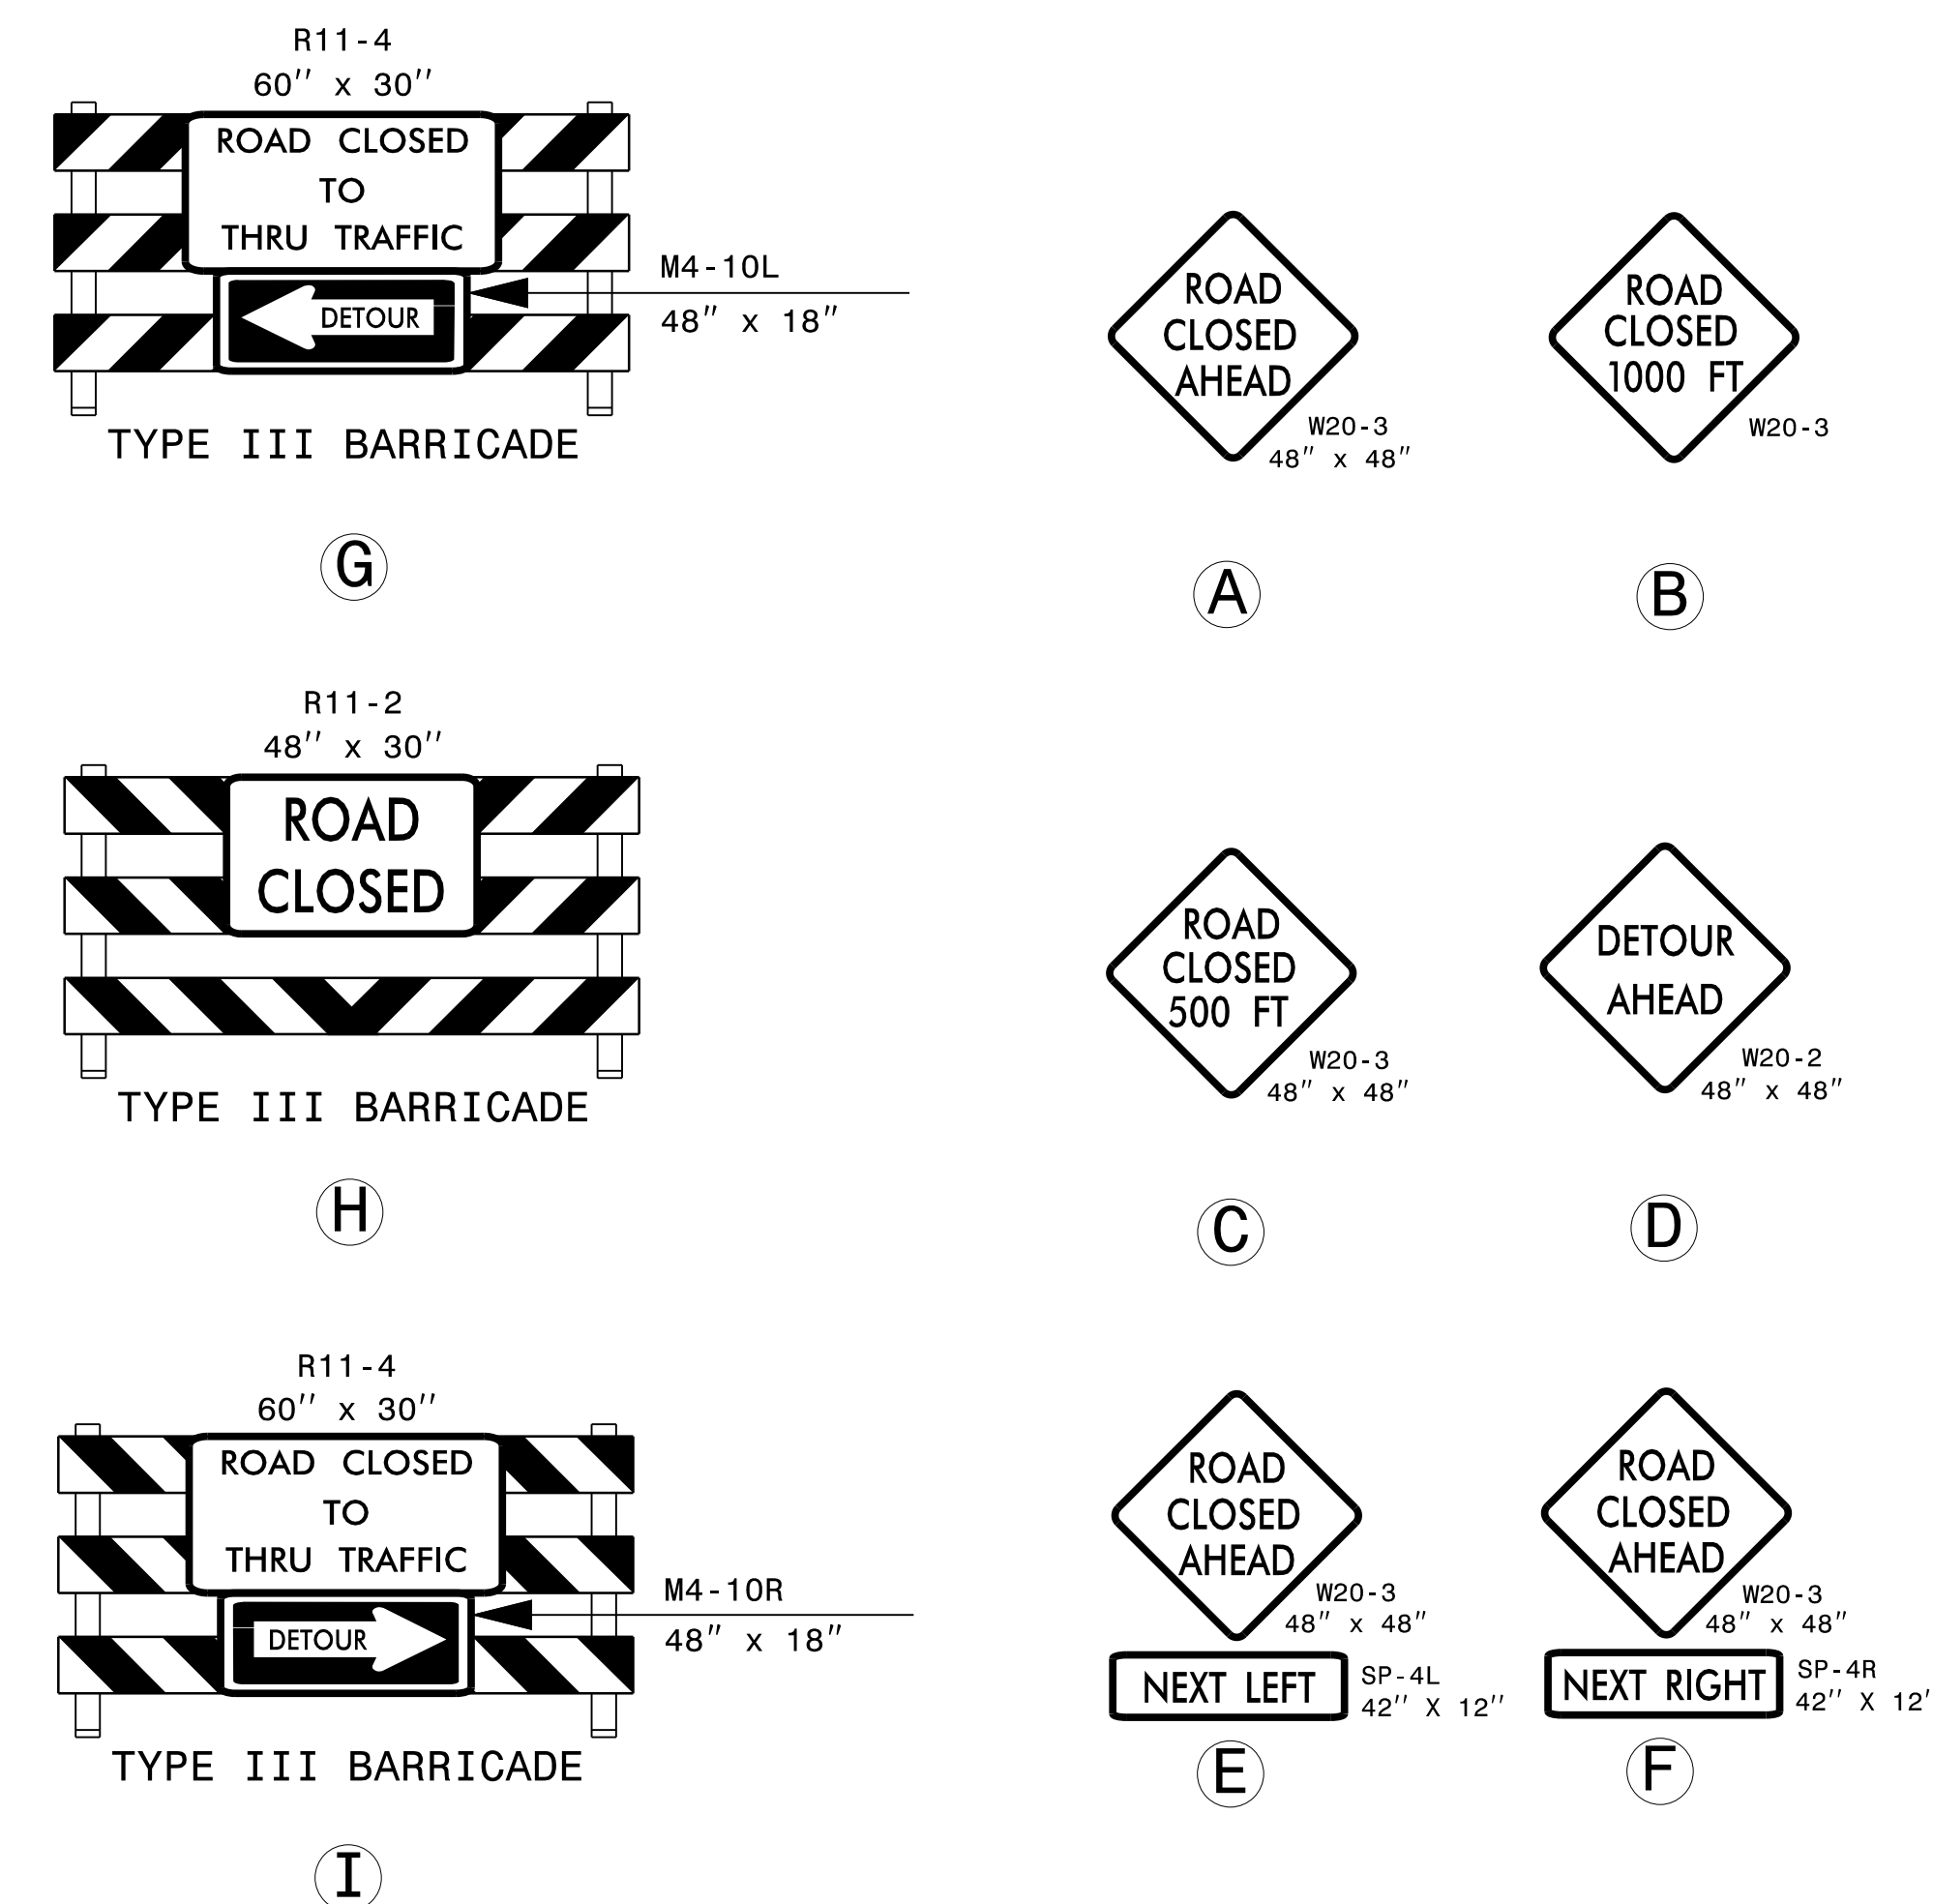 R11-4
60" x 30"
ROAD CLOSED
TO
THRU TRAFFIC
DETOUR
M4-10L
48" x 18"
TYPE III BARRICADE
G
ROAD
CLOSED
AHEAD
W20-3
48" x 48"
A
ROAD
CLOSED
1000 FT
W20-3
B
R11-2
48" x 30"
ROAD
CLOSED
TYPE III BARRICADE
H
ROAD
CLOSED
500 FT
W20-3
48" x 48"
C
DETOUR
AHEAD
W20-2
48" x 48"
D
R11-4
60" x 30"
ROAD CLOSED
TO
THRU TRAFFIC
DETOUR
M4-10R
48" x 18"
TYPE III BARRICADE
I
ROAD
CLOSED
AHEAD
W20-3
48" x 48"
NEXT LEFT
SP-4L
42" X 12"
E
ROAD
CLOSED
AHEAD
W20-3
48" x 48"
NEXT RIGHT
SP-4R
42" X 12'
F